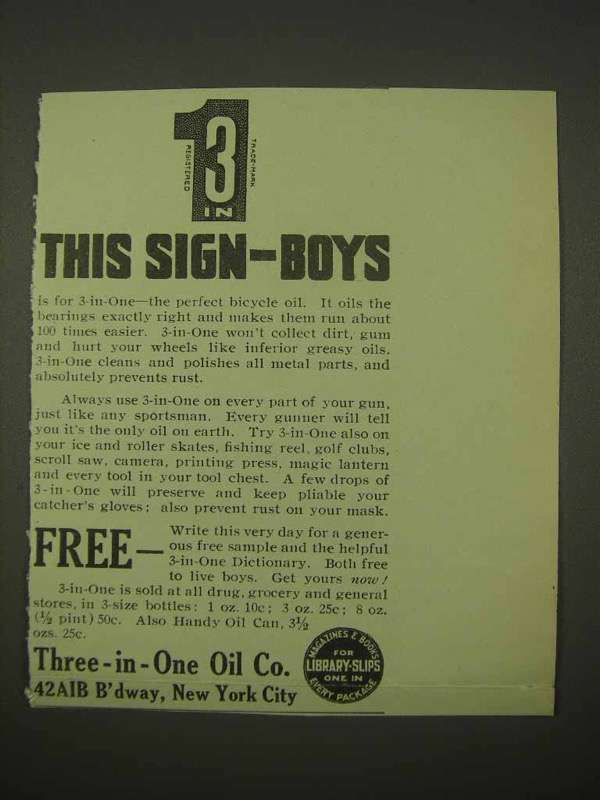 1
3
IN
REGISTERED
TRADE-MARK
THIS SIGN-BOYS
is for 3-in-One—the perfect bicycle oil. It oils the
bearings exactly right and makes them run about
100 times easier. 3-in-One won't collect dirt, gum
and hurt your wheels like inferior greasy oils.
3-in-One cleans and polishes all metal parts, and
absolutely prevents rust.
Always use 3-in-One on every part of your gun,
just like any sportsman. Every gunner will tell
you it's the only oil on earth. Try 3-in-One also on
your ice and roller skates, fishing reel, golf clubs,
scroll saw, camera, printing press, magic lantern
and every tool in your tool chest. A few drops of
3-in-One will preserve and keep pliable your
catcher's gloves; also prevent rust on your mask.
FREE— Write this very day for a gener-
ous free sample and the helpful
3-in-One Dictionary. Both free
to live boys. Get yours now!
3-in-One is sold at all drug, grocery and general
stores, in 3-size bottles: 1 oz. 10c; 3 oz. 25c; 8 oz.
(½ pint) 50c. Also Handy Oil Can, 3½
ozs. 25c.
Three-in-One Oil Co.
42AIB B'dway, New York City
MAGAZINES & BOOKS
FOR
LIBRARY-SLIPS
ONE IN
EVERY PACKAGE